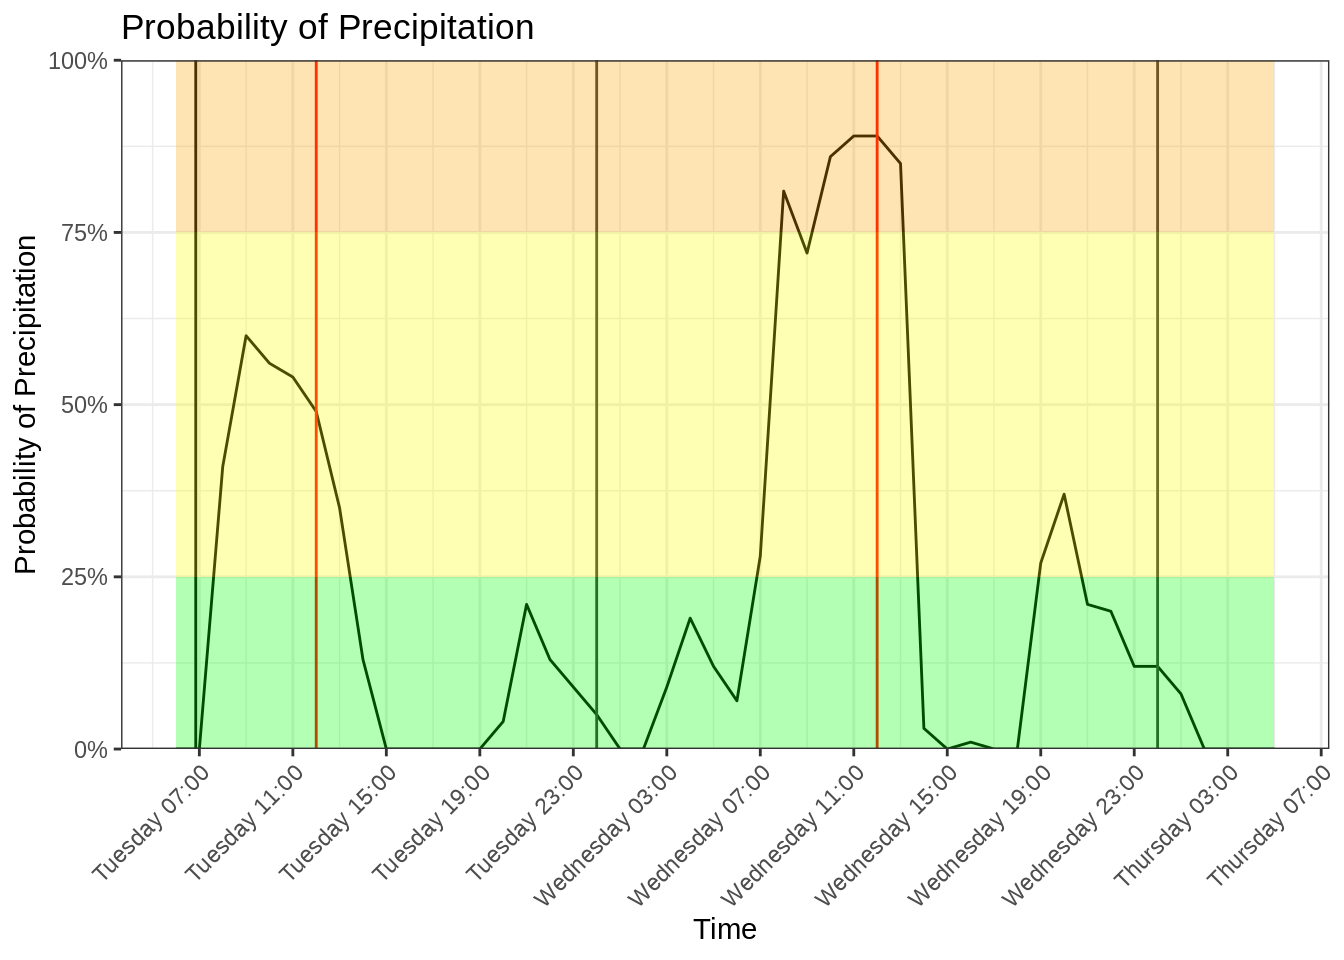 Probability of Precipitation
Probability of Precipitation
100%
75%
50%
25%
0%
Tuesday 07:00
Tuesday 11:00
Tuesday 15:00
Tuesday 19:00
Tuesday 23:00
Wednesday 03:00
Wednesday 07:00
Wednesday 11:00
Wednesday 15:00
Wednesday 19:00
Wednesday 23:00
Thursday 03:00
Thursday 07:00
Time